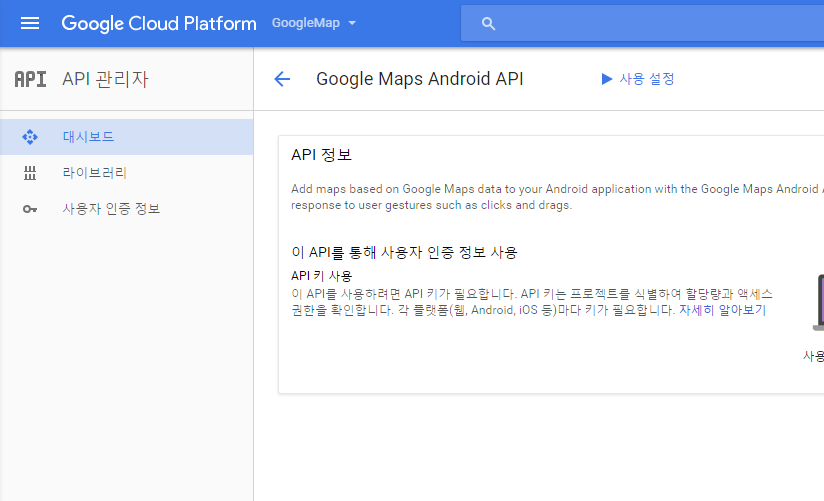 Google Cloud Platform GoogleMap
API API 관리자
Google Maps Android API 사용 설정
대시보드
라이브러리
사용자 인증 정보
API 정보
Add maps based on Google Maps data to your Android application with the Google Maps Android
response to user gestures such as clicks and drags.
이 API를 통해 사용자 인증 정보 사용
API 키 사용
이 API를 사용하려면 API 키가 필요합니다. API 키는 프로젝트를 식별하여 할당량과 액세스
권한을 확인합니다. 각 플랫폼(웹, Android, iOS 등)마다 키가 필요합니다. 자세히 알아보기
사용